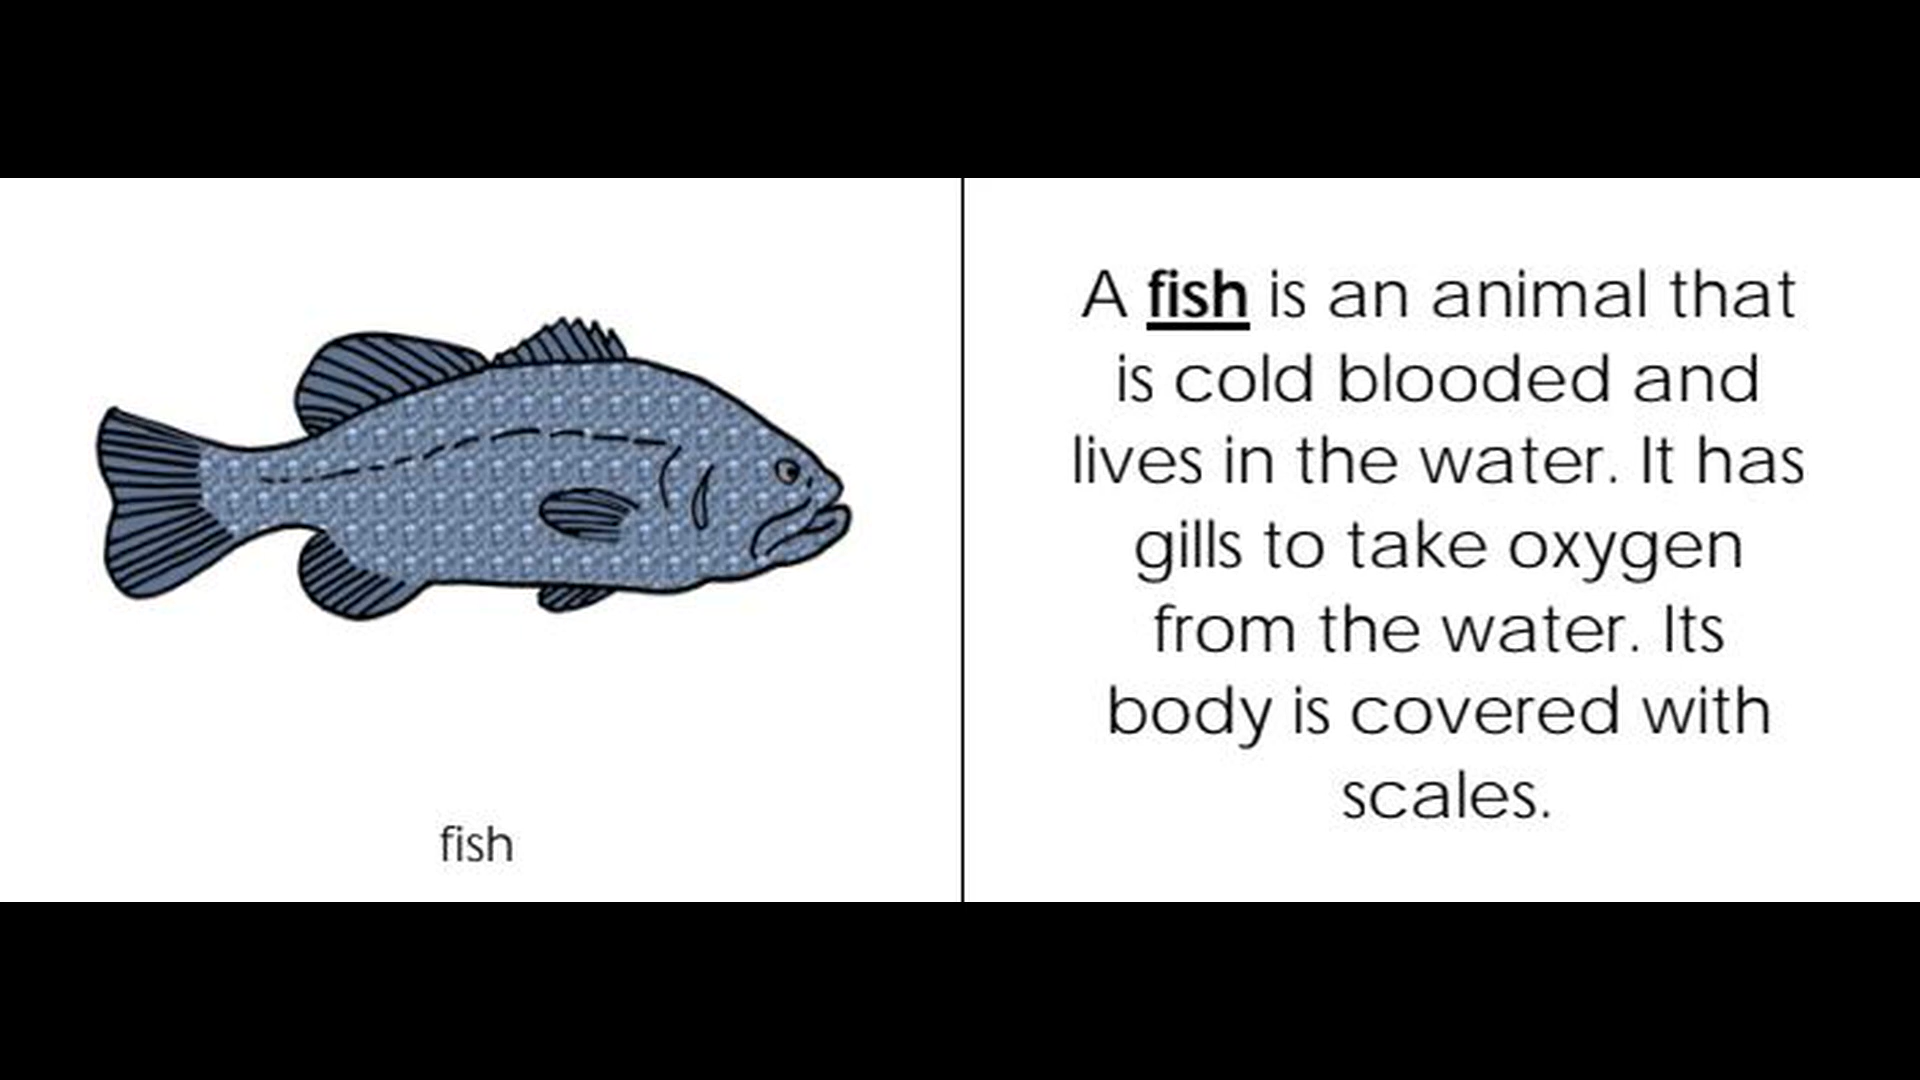 fish
A fish is an animal that
is cold blooded and
lives in the water. It has
gills to take oxygen
from the water. Its
body is covered with
scales.